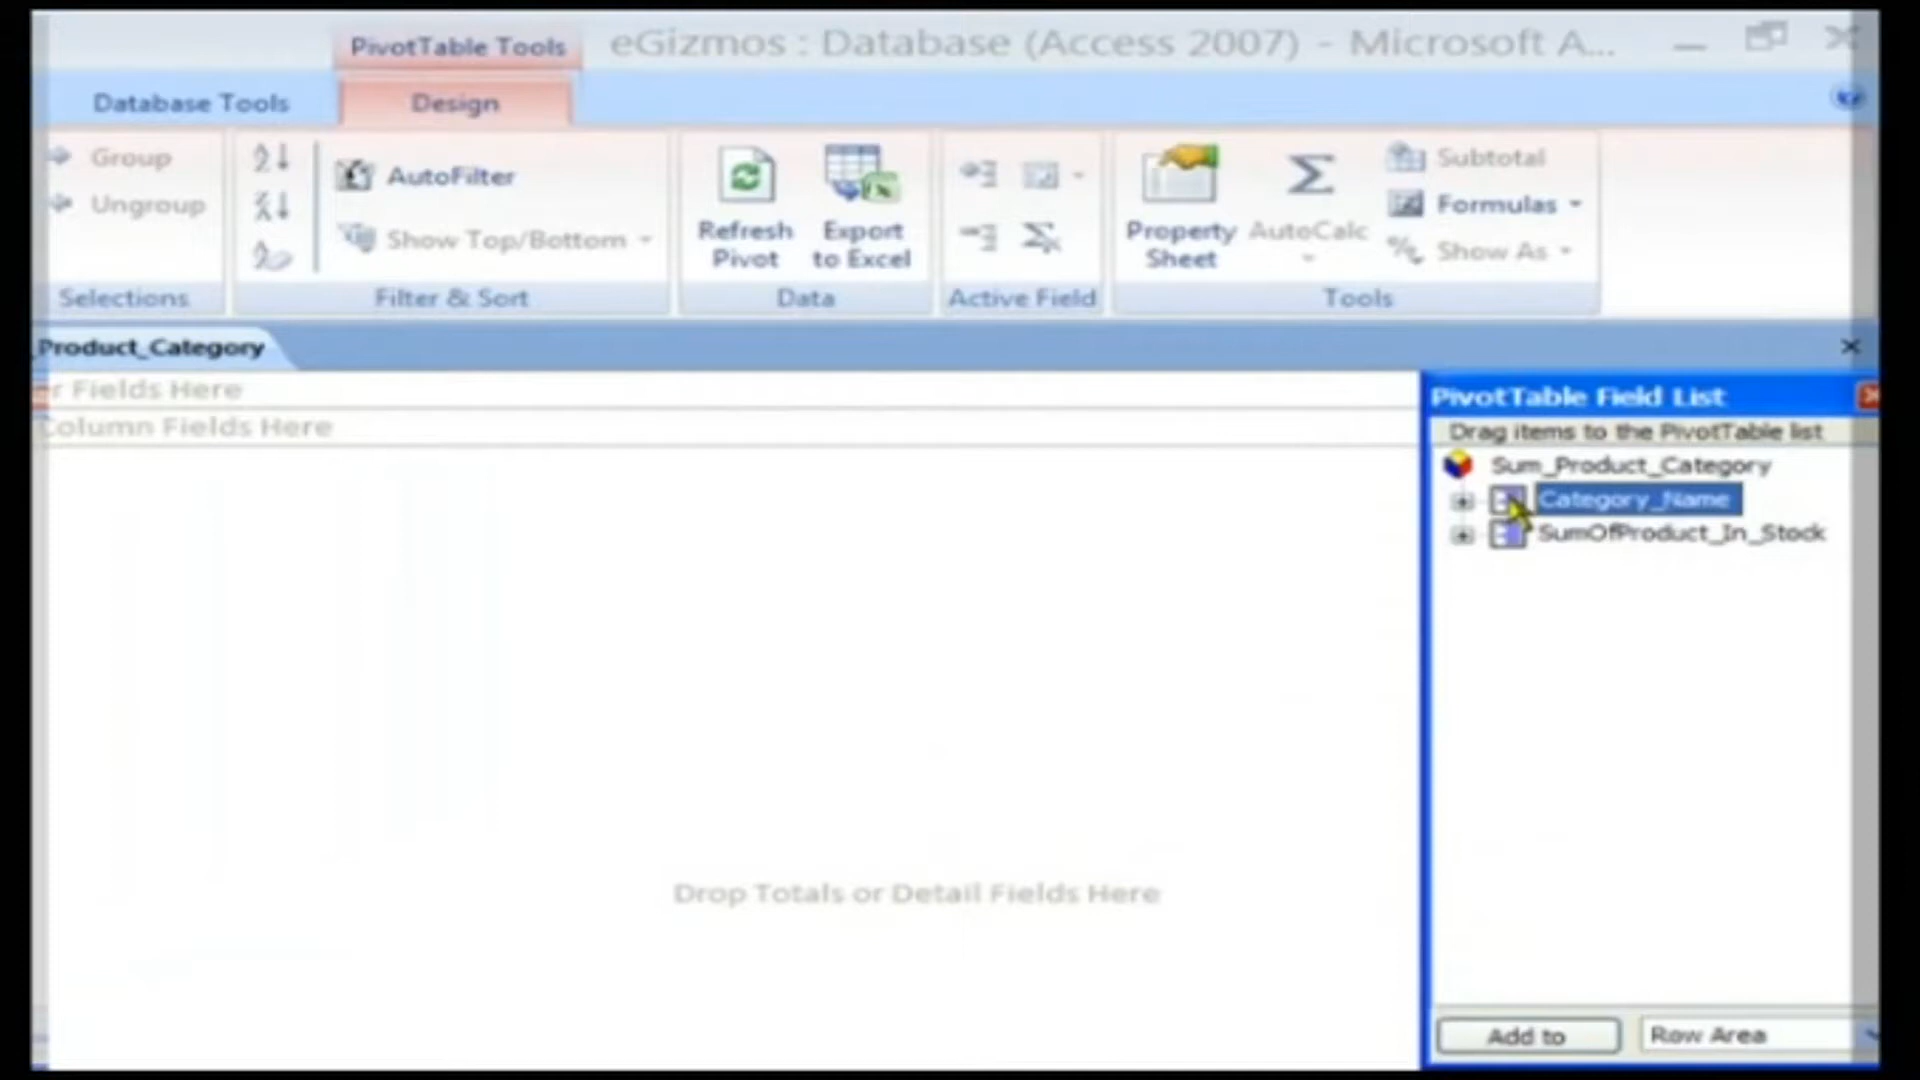 PivotTable Tools
eGizmos : Database (Access 2007) - Microsoft A...
Database Tools
Design
Group
Ungroup
AutoFilter
Show Top/Bottom
Refresh Pivot
Export to Excel
Property Sheet
AutoCalc
Subtotal
Formulas
Show As
Selections
Filter & Sort
Data
Active Field
Tools
_Product_Category
r Fields Here
Column Fields Here
Drop Totals or Detail Fields Here
PivotTable Field List
Drag items to the PivotTable list
Sum_Product_Category
Category_Name
SumOfProduct_In_Stock
Add to
Row Area